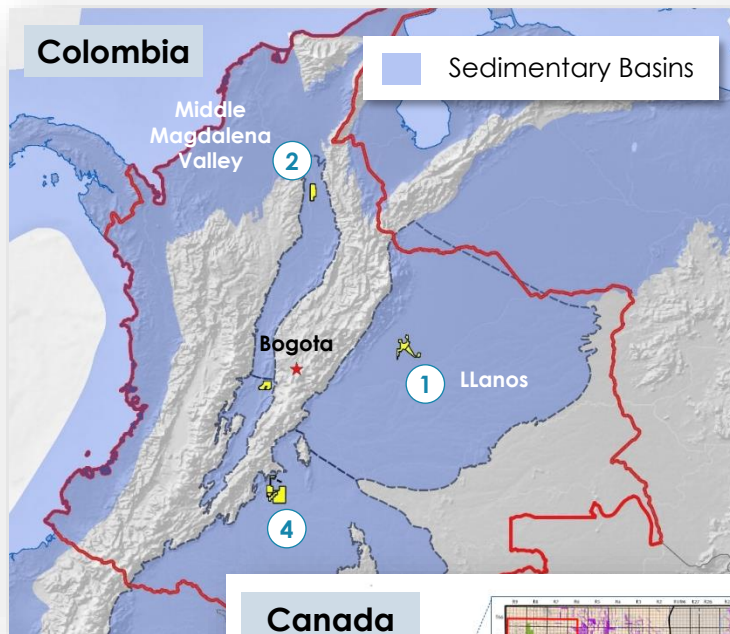 Colombia
Sedimentary Basins
Middle
Magdalena
Valley
2
Bogota
1
LLanos
4
Canada